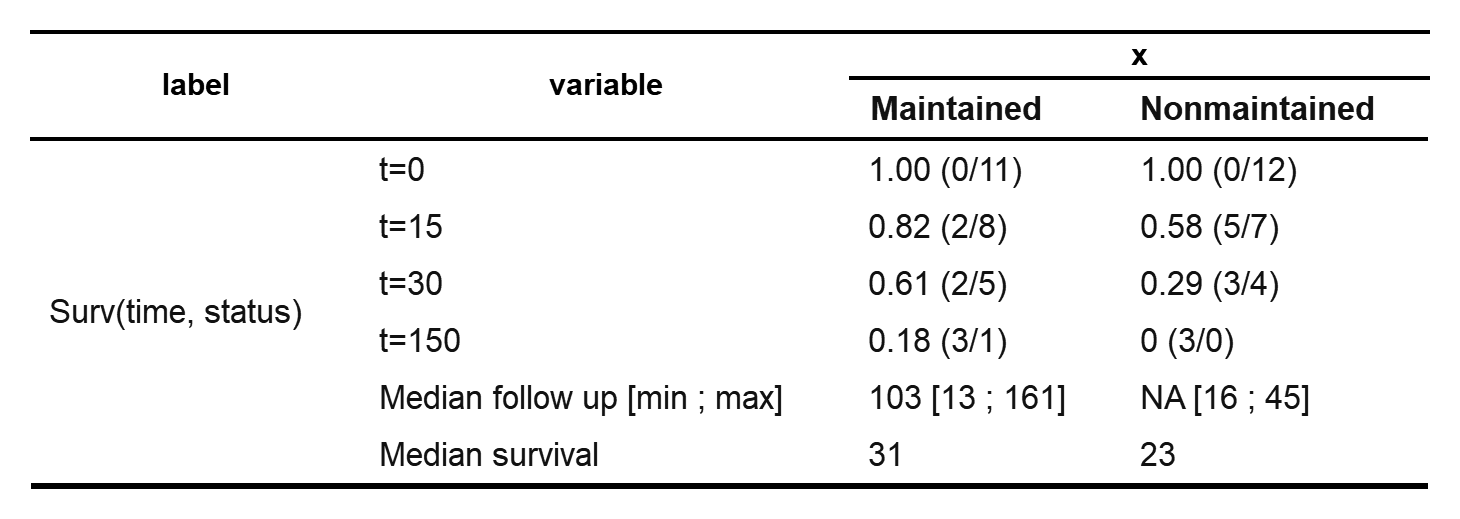 label variable x
Maintained Nonmaintained
t=0 1.00 (0/11) 1.00 (0/12)
t=15 0.82 (2/8) 0.58 (5/7)
t=30 0.61 (2/5) 0.29 (3/4)
Surv(time, status)
t=150 0.18 (3/1) 0 (3/0)
Median follow up [min ; max] 103 [13 ; 161] NA [16 ; 45]
Median survival 31 23